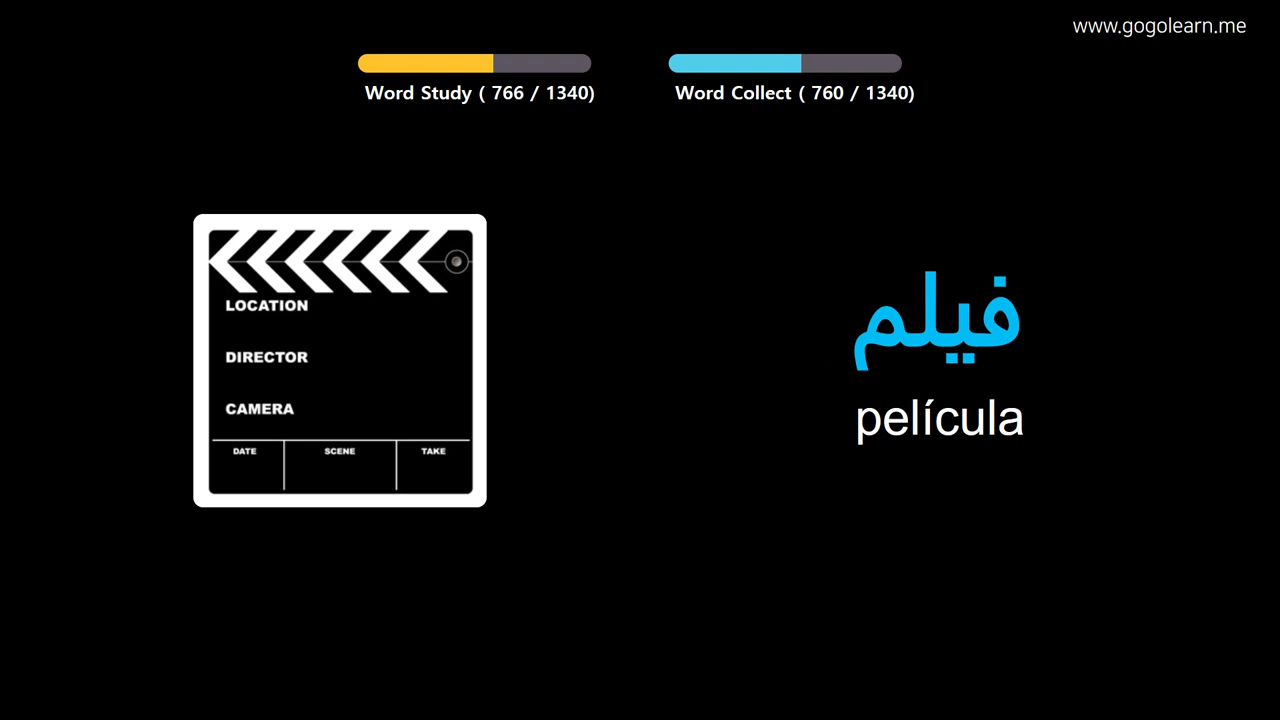 www.gogolearn.me
Word Study ( 766 / 1340)
Word Collect ( 760 / 1340)
LOCATION
DIRECTOR
CAMERA
DATE SCENE TAKE
فيلم
película